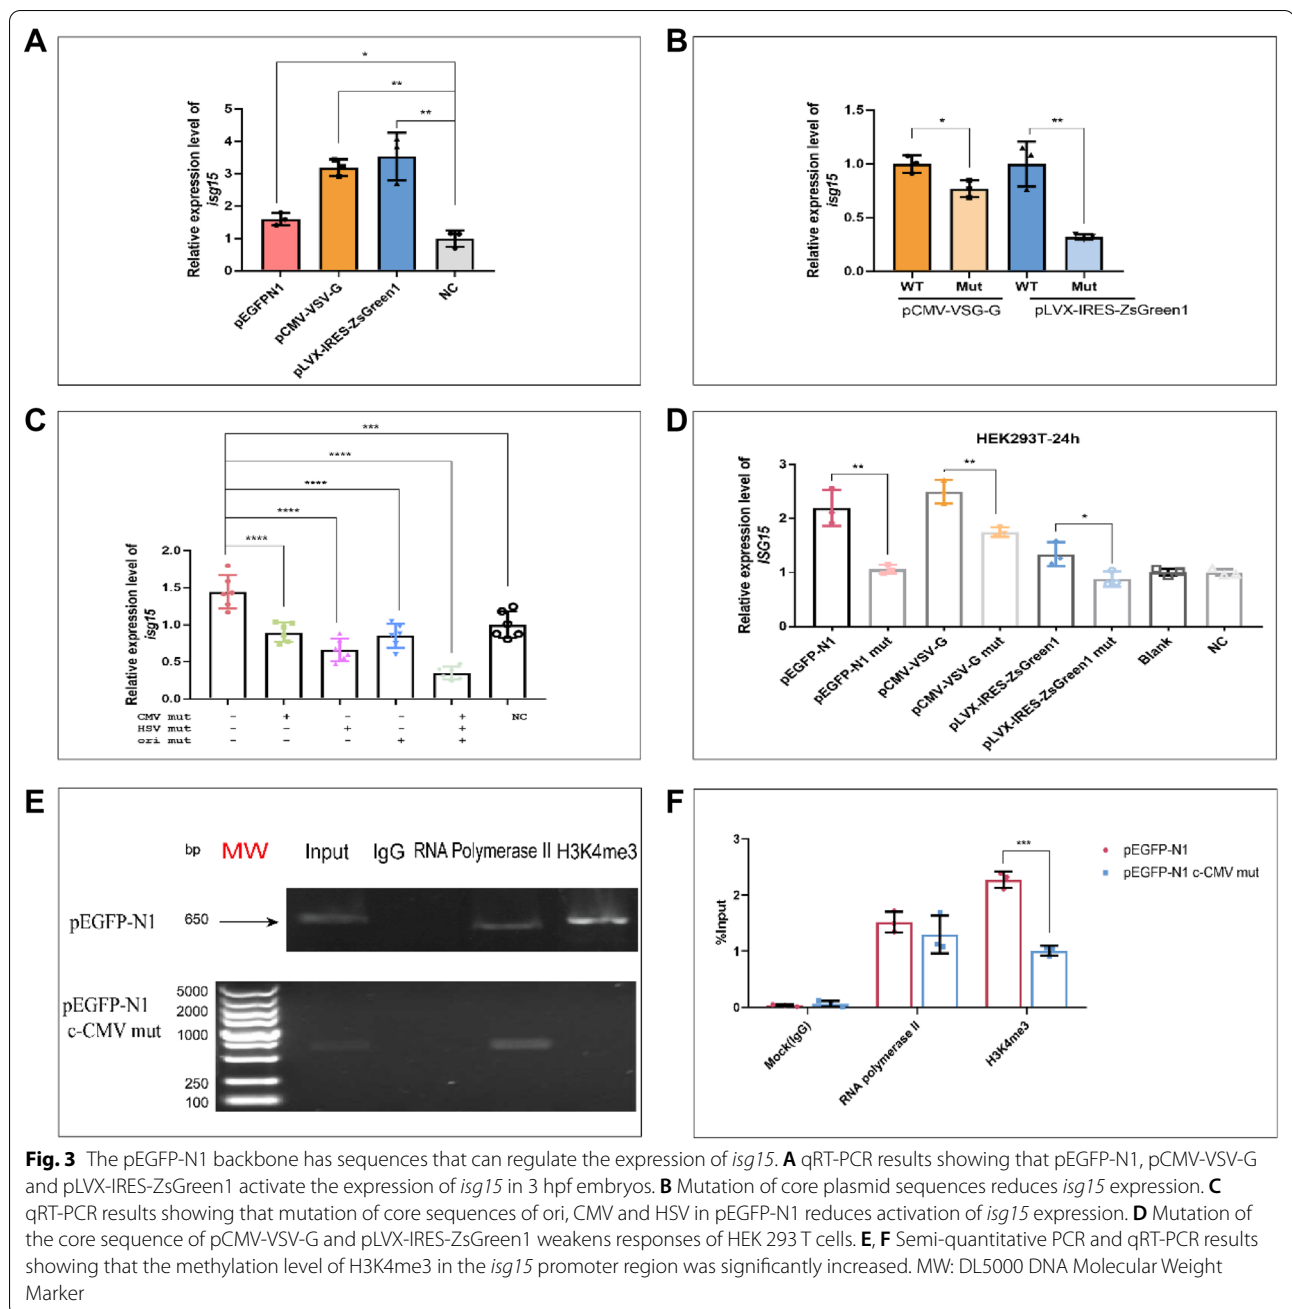 A
*
**
**
Relative expression level of
isg15
5
4
3
2
1
0
pEGFPN1
pCMV-VSV-G
pLVX-IRES-ZsGreen1
NC
B
*
**
Relative expression level of
isg15
1.5
1.0
0.5
0.0
WT Mut WT Mut
pCMV-VSG-G pLVX-IRES-ZsGreen1
C
***
****
****
****
****
Relative expression level of
isg15
2.0
1.5
1.0
0.5
0.0
CMV mut - + - - + NC
HSV mut - - + - +
ori mut - - - + +
D
HEK293T-24h
**
**
*
Relative expression level of
ISG15
3
2
1
0
pEGFP-N1
pEGFP-N1 mut
pCMV-VSV-G
pCMV-VSV-G mut
pLVX-IRES-ZsGreen1
pLVX-IRES-ZsGreen1 mut
Blank
NC
E
bp MW Input IgG RNA Polymerase II H3K4me3
pEGFP-N1 650
pEGFP-N1
c-CMV mut
5000
2000
1000
250
100
F
***
pEGFP-N1
pEGFP-N1 c-CMV mut
%Input
3
2
1
0
Mock(IgG)
RNA polymerase II
H3K4me3
Fig. 3 The pEGFP-N1 backbone has sequences that can regulate the expression of isg15. A qRT-PCR results showing that pEGFP-N1, pCMV-VSV-G
and pLVX-IRES-ZsGreen1 activate the expression of isg15 in 3 hpf embryos. B Mutation of core plasmid sequences reduces isg15 expression. C
qRT-PCR results showing that mutation of core sequences of ori, CMV and HSV in pEGFP-N1 reduces activation of isg15 expression. D Mutation of
the core sequence of pCMV-VSV-G and pLVX-IRES-ZsGreen1 weakens responses of HEK 293 T cells. E, F Semi-quantitative PCR and qRT-PCR results
showing that the methylation level of H3K4me3 in the isg15 promoter region was significantly increased. MW: DL5000 DNA Molecular Weight
Marker